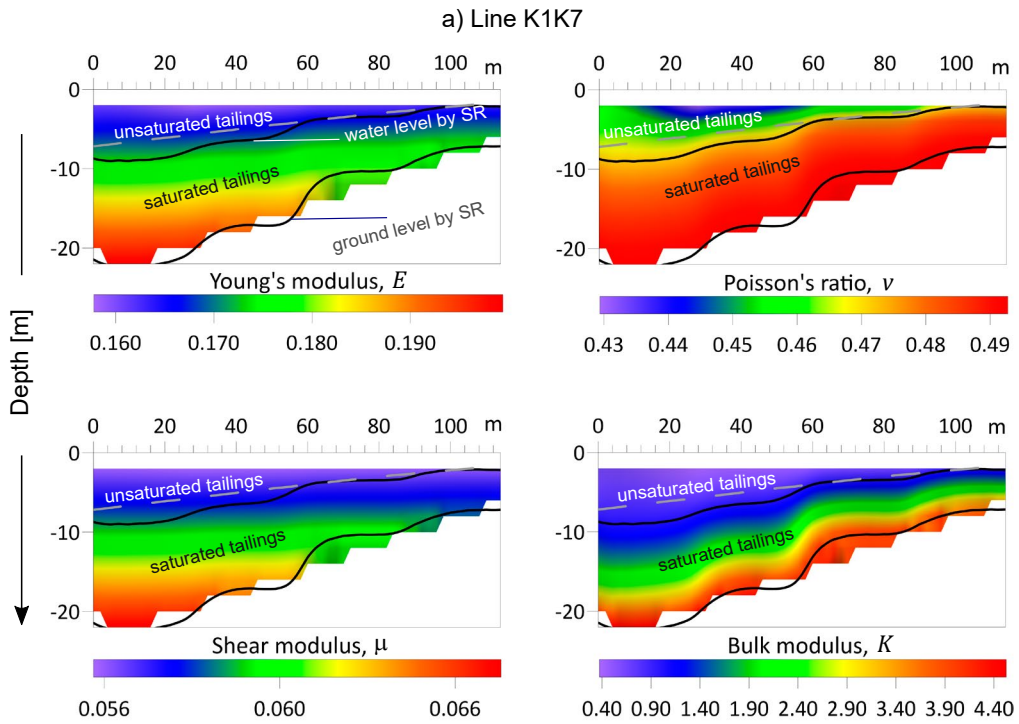 a) Line K1K7
0 20 40 60 80 100 m
0 20 40 60 80 100 m
0
-10
-20
unsaturated tailings
water level by SR
saturated tailings
ground level by SR
0
-10
-20
unsaturated tailings
saturated tailings
Young's modulus, E
0.160 0.170 0.180 0.190
Poisson's ratio, ν
0.43 0.44 0.45 0.46 0.47 0.48 0.49
Depth [m]
0 20 40 60 80 100 m
0 20 40 60 80 100 m
0
-10
-20
unsaturated tailings
saturated tailings
0
-10
-20
unsaturated tailings
saturated tailings
Shear modulus, μ
0.056 0.060 0.066
Bulk modulus, K
0.40 0.90 1.40 1.90 2.40 2.90 3.40 3.90 4.40